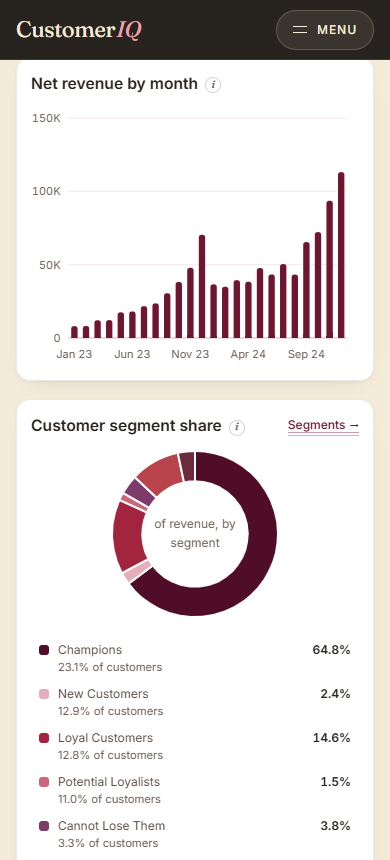 CustomerIQ
MENU
Net revenue by month i
150K
100K
50K
0
Jan 23 Jun 23 Nov 23 Apr 24 Sep 24
Customer segment share i Segments →
of revenue, by
segment
Champions 64.8%
23.1% of customers
New Customers 2.4%
12.9% of customers
Loyal Customers 14.6%
12.8% of customers
Potential Loyalists 1.5%
11.0% of customers
Cannot Lose Them 3.8%
3.3% of customers